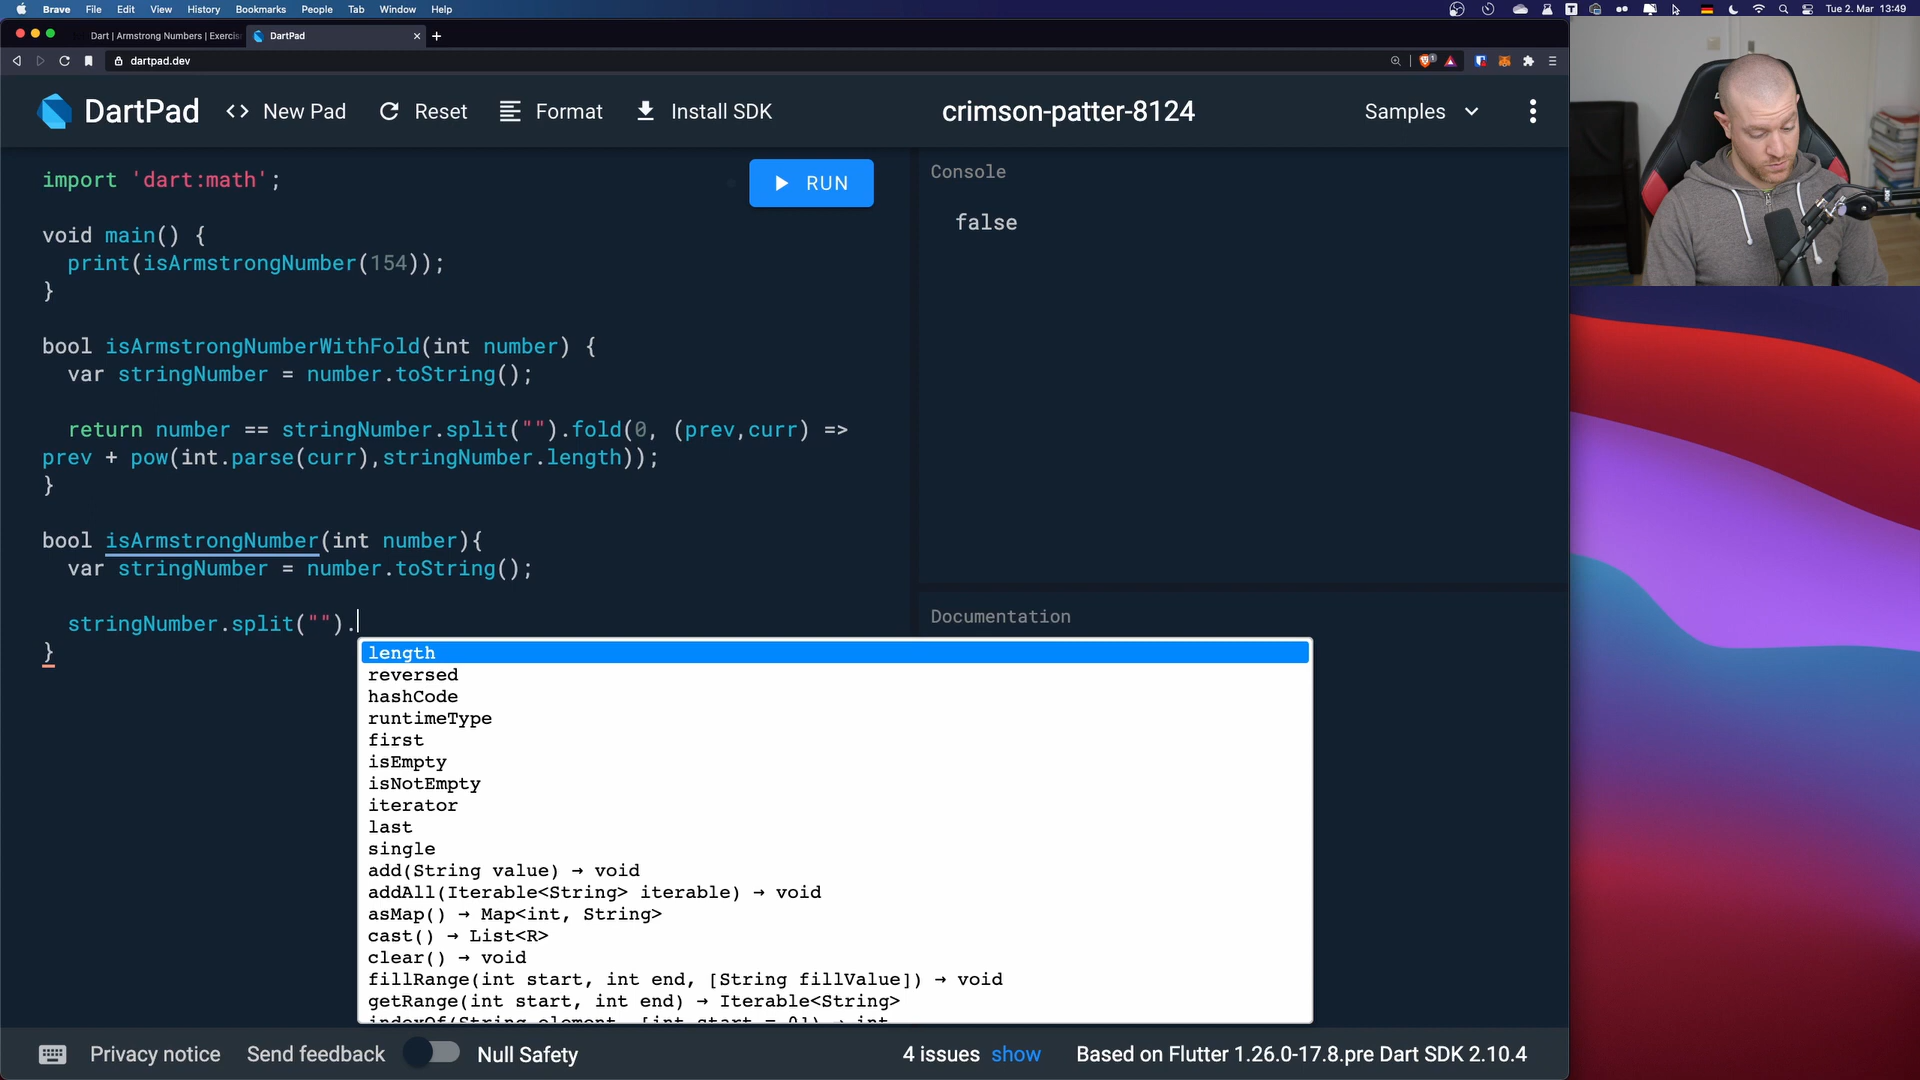 Brave File Edit View History Bookmarks People Tab Window Help
Tue 2. Mar 13:49
Dart | Armstrong Numbers | Exercis
DartPad
dartpad.dev
DartPad
<> New Pad
Reset
Format
Install SDK
crimson-patter-8124
Samples
import 'dart:math';
RUN
void main() {
print(isArmstrongNumber(154));
}
bool isArmstrongNumberWithFold(int number) {
var stringNumber = number.toString();
return number == stringNumber.split("").fold(0, (prev,curr) =>
prev + pow(int.parse(curr),stringNumber.length));
}
bool isArmstrongNumber(int number){
var stringNumber = number.toString();
stringNumber.split("").
}
Console
false
Documentation
length
reversed
hashCode
runtimeType
first
isEmpty
isNotEmpty
iterator
last
single
add(String value) → void
addAll(Iterable<String> iterable) → void
asMap() → Map<int, String>
cast() → List<R>
clear() → void
fillRange(int start, int end, [String fillValue]) → void
getRange(int start, int end) → Iterable<String>
indexOf(String element, [int start = 0]) → int
Privacy notice
Send feedback
Null Safety
4 issues show
Based on Flutter 1.26.0-17.8.pre Dart SDK 2.10.4